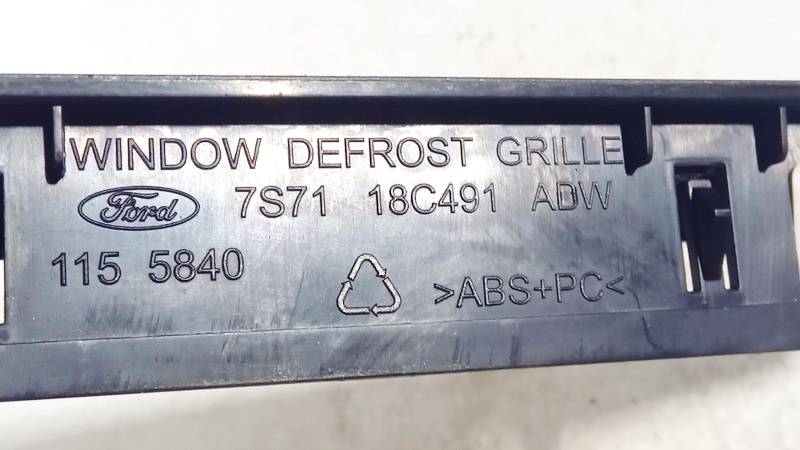 WINDOW DEFROST GRILLE
Ford 7S71 18C491 ADW
115 5840 >ABS+PC<